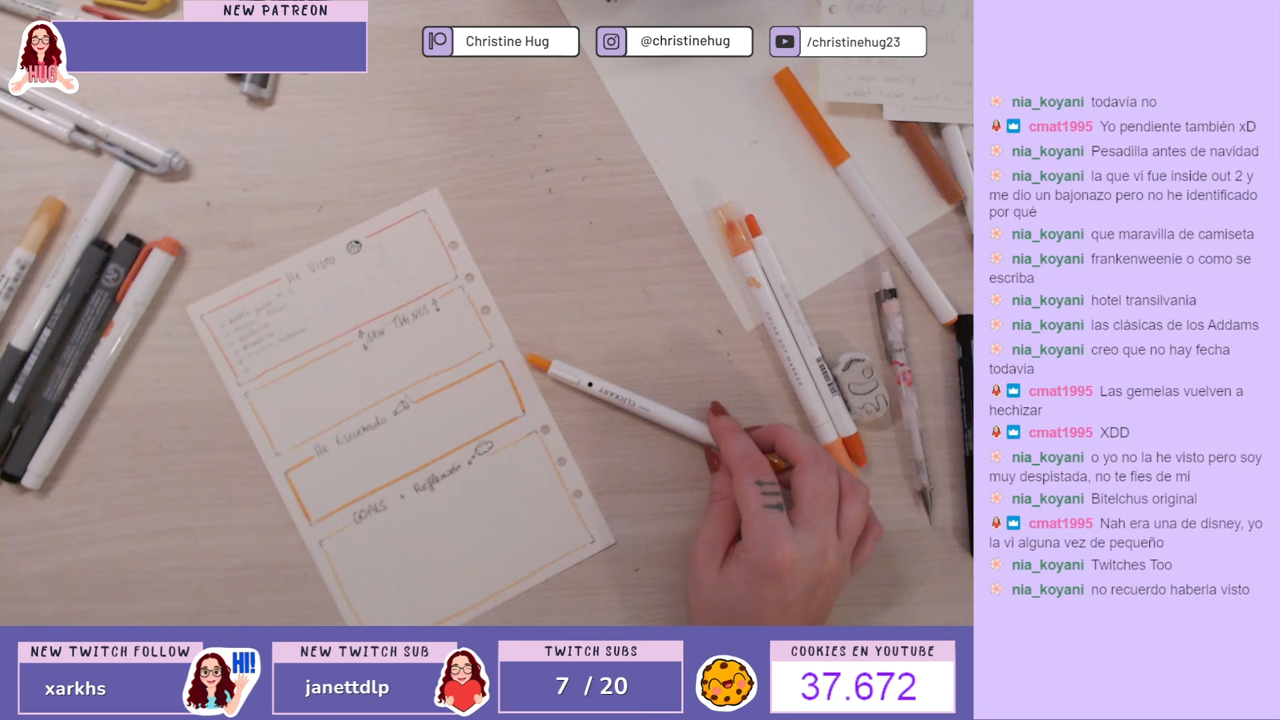 NEW PATREON
HUG
Christine Hug
@christinehug
/christinehug23
He Visto
NEW THINGS
He Escuchado
GOALS + Reflexión
CLICKART
nia_koyani todavía no
cmat1995 Yo pendiente también xD
nia_koyani Pesadilla antes de navidad
nia_koyani la que vi fue inside out 2 y
me dio un bajonazo pero no he identificado
por qué
nia_koyani que maravilla de camiseta
nia_koyani frankenweenie o como se
escriba
nia_koyani hotel transilvania
nia_koyani las clásicas de los Addams
nia_koyani creo que no hay fecha
todavia
cmat1995 Las gemelas vuelven a
hechizar
cmat1995 XDD
nia_koyani o yo no la he visto pero soy
muy despistada, no te fies de mi
nia_koyani Bitelchus original
cmat1995 Nah era una de disney, yo
la vi alguna vez de pequeño
nia_koyani Twitches Too
nia_koyani no recuerdo haberla visto
NEW TWITCH FOLLOW
xarkhs
HI!
NEW TWITCH SUB
janettdlp
TWITCH SUBS
7 / 20
COOKIES EN YOUTUBE
37.672